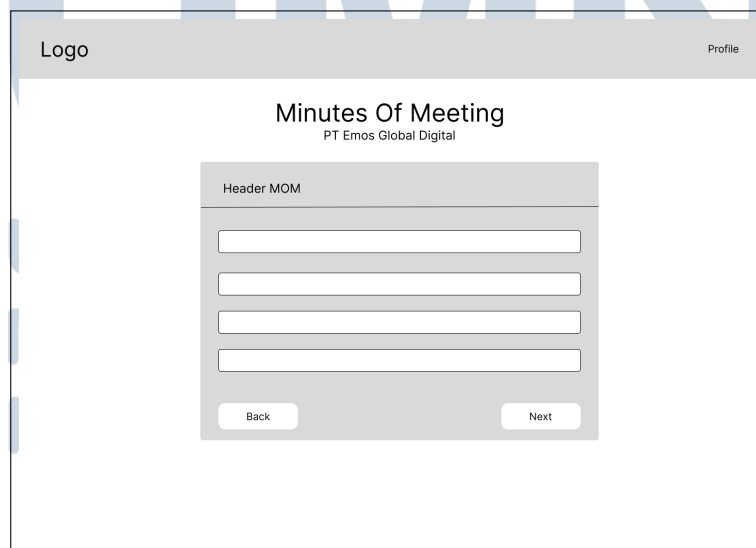 Logo
Profile
Minutes Of Meeting
PT Emos Global Digital
Header MOM
Back
Next